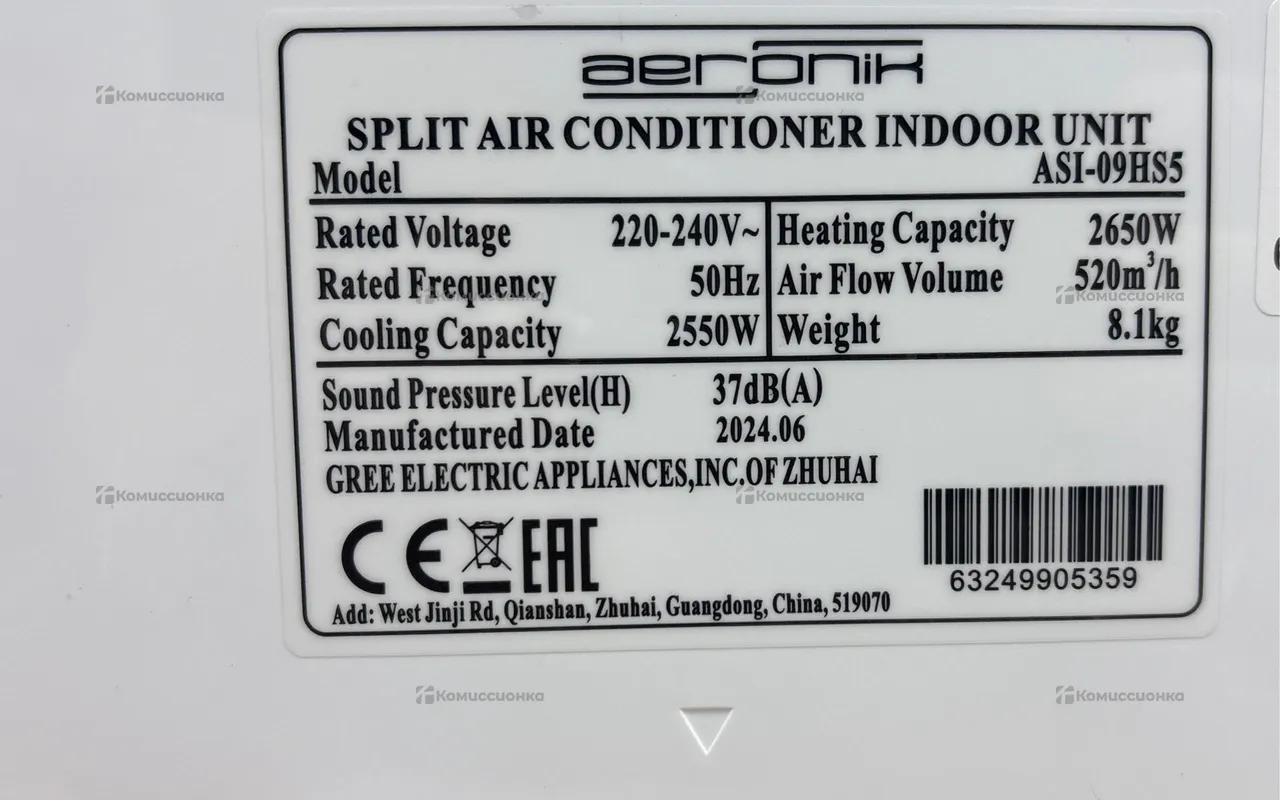 aeronik
SPLIT AIR CONDITIONER INDOOR UNIT
Model ASI-09HS5
Rated Voltage 220-240V~ Heating Capacity 2650W
Rated Frequency 50Hz Air Flow Volume 520m³/h
Cooling Capacity 2550W Weight 8.1kg
Sound Pressure Level(H) 37dB(A)
Manufactured Date 2024.06
GREE ELECTRIC APPLIANCES,INC.OF ZHUHAI
CE EAC
63249905359
Add: West Jinji Rd, Qianshan, Zhuhai, Guangdong, China, 519070
Комиссионка
Комиссионка
Комиссионка
Комиссионка
Комиссионка
Комиссионка
Комиссионка
Комиссионка